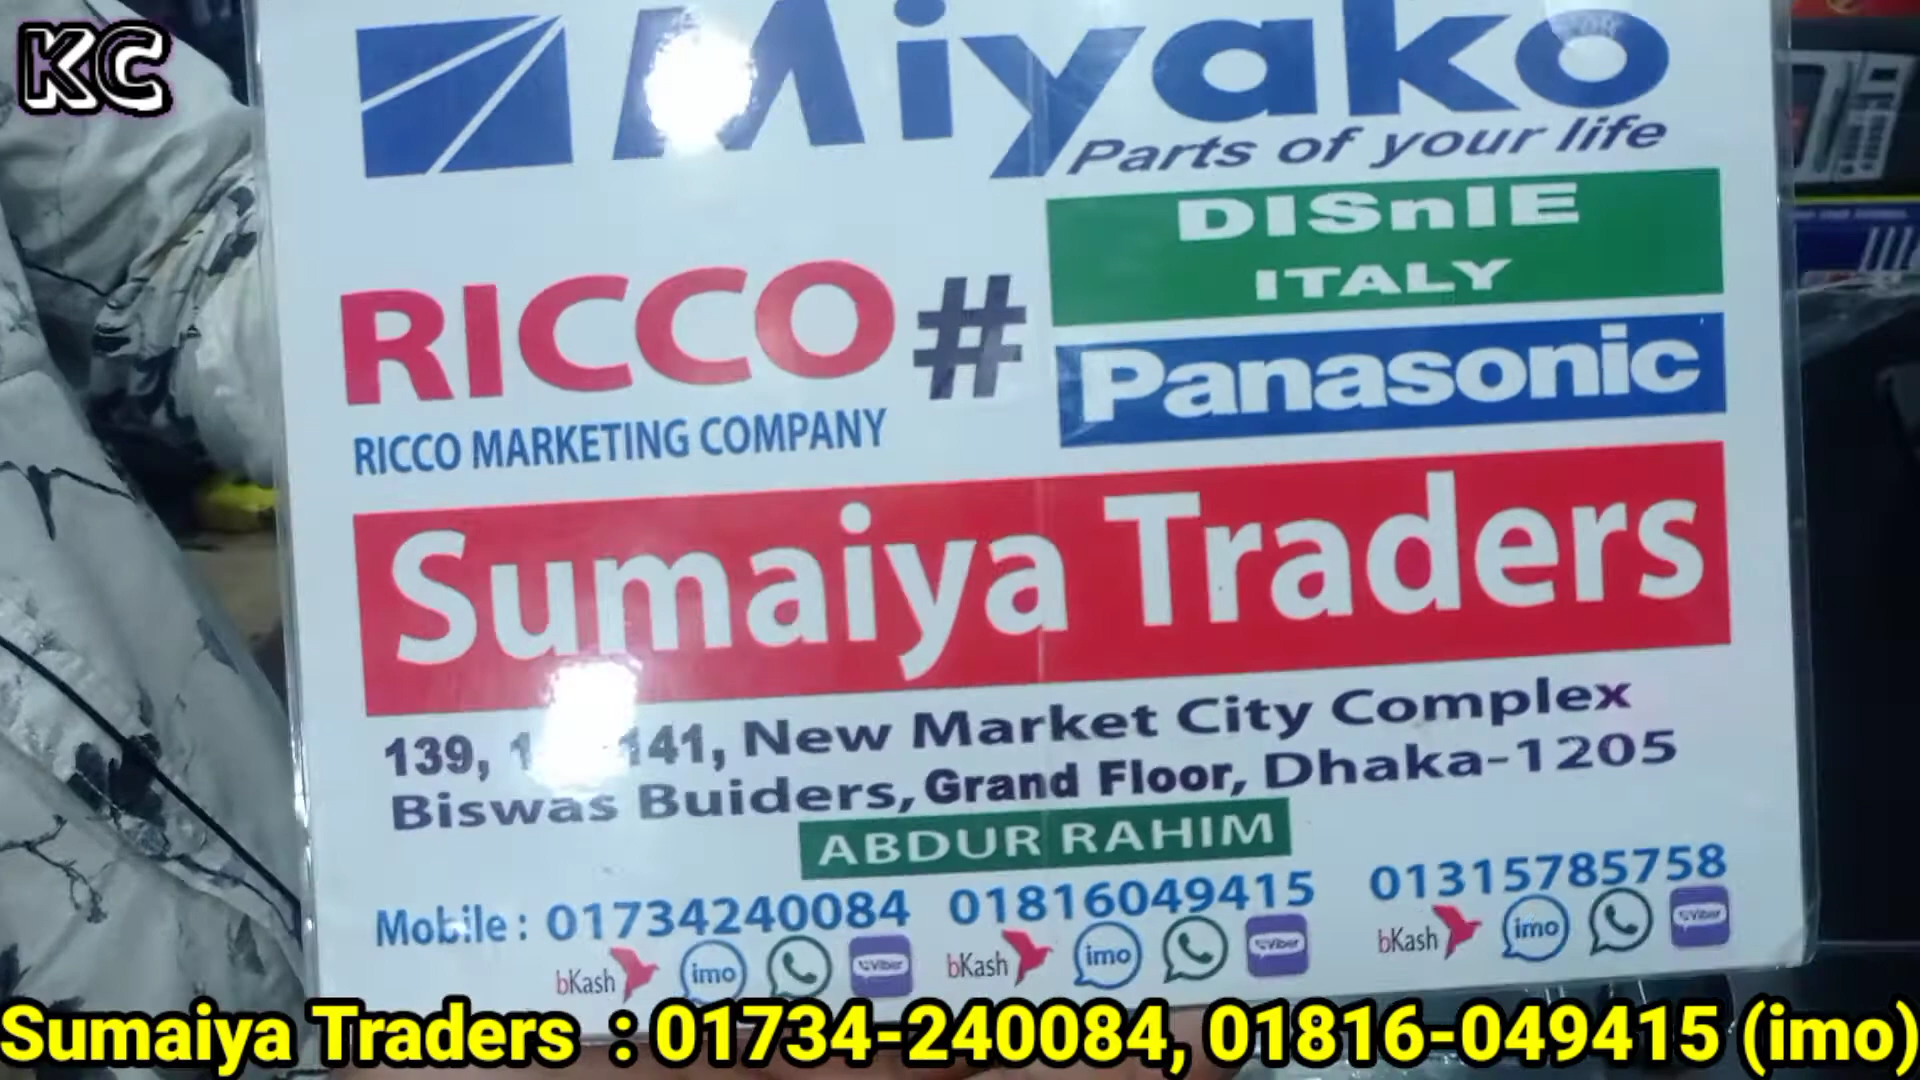 KC
Miyako
Parts of your life
DISnIE
ITALY
RICCO #
Panasonic
RICCO MARKETING COMPANY
Sumaiya Traders
139, 141, New Market City Complex
Biswas Buiders, Grand Floor, Dhaka-1205
ABDUR RAHIM
Mobile : 01734240084 01816049415 01315785758
bKash imo Viber bKash imo Viber bKash imo Viber
Sumaiya Traders : 01734-240084, 01816-049415 (imo)